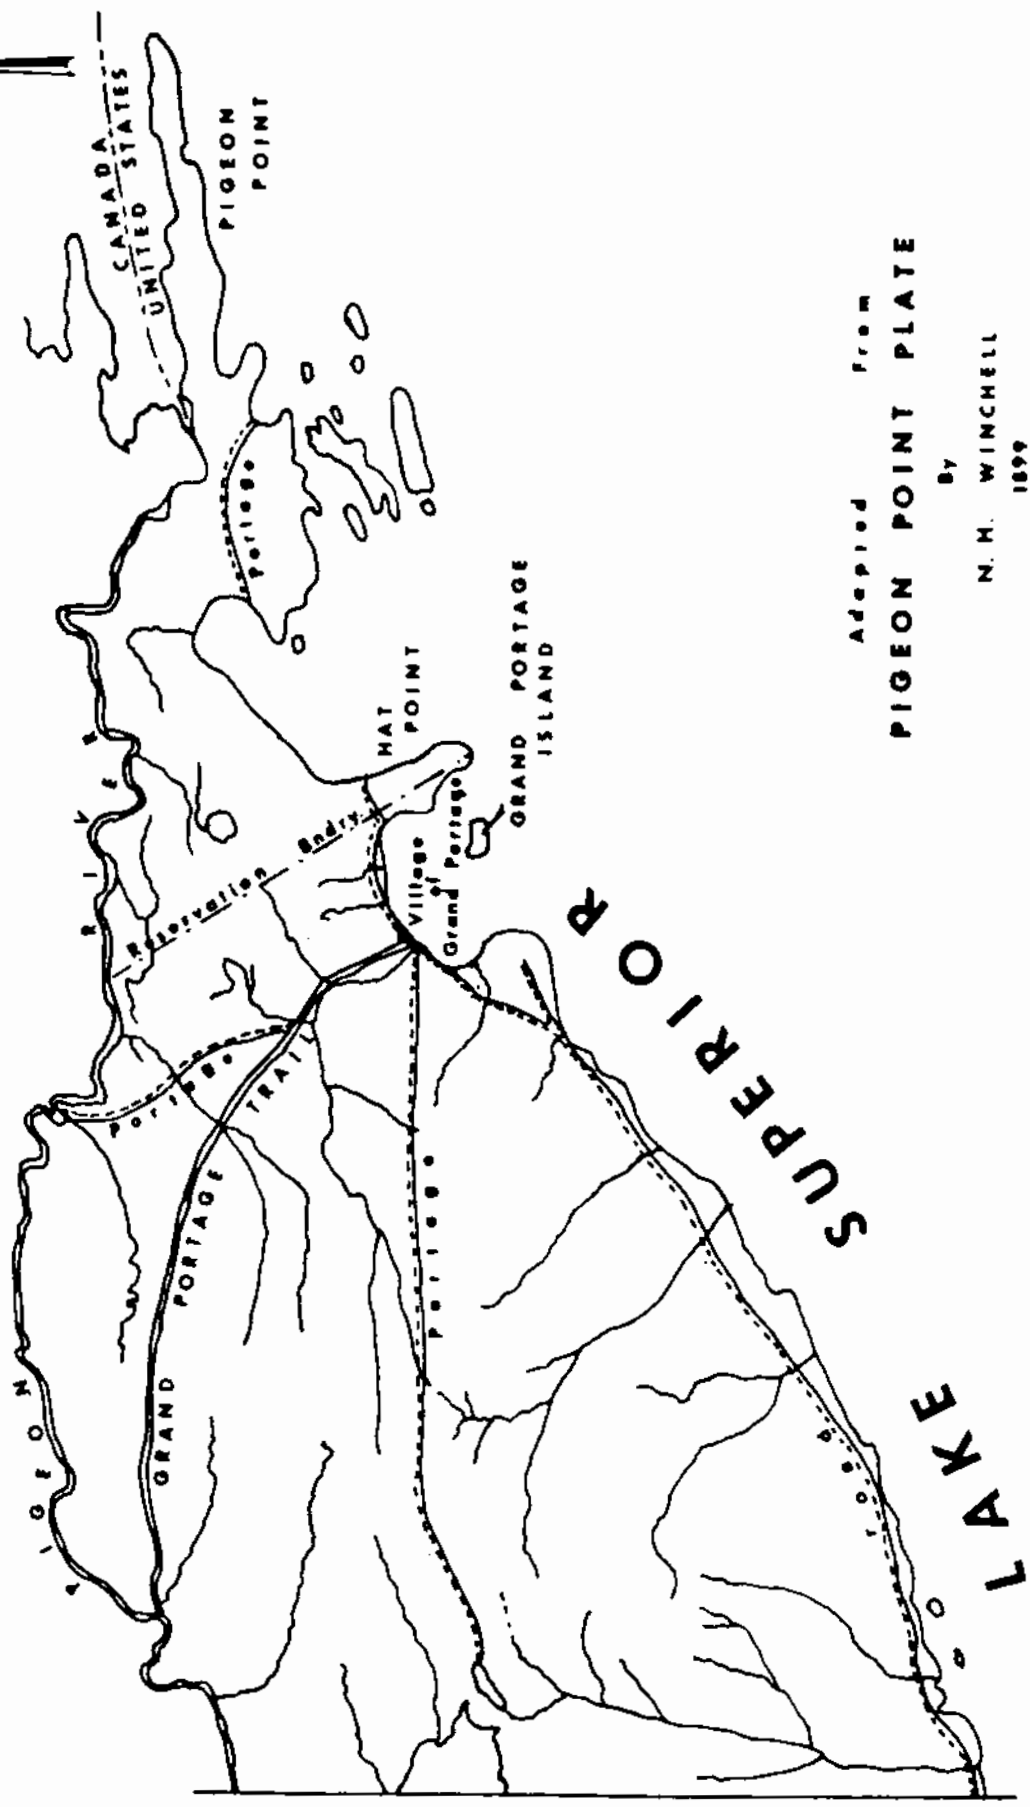 CANADA
UNITED STATES
PIGEON
POINT
Portage
HAT
POINT
GRAND PORTAGE
ISLAND
Reservation Bndry
Village
of
Grand Portage
PIGEON RIVER
Portage
GRAND PORTAGE TRAIL
Portage
road
LAKE SUPERIOR
Adapted From
PIGEON POINT PLATE
By
N. H. WINCHELL
1899